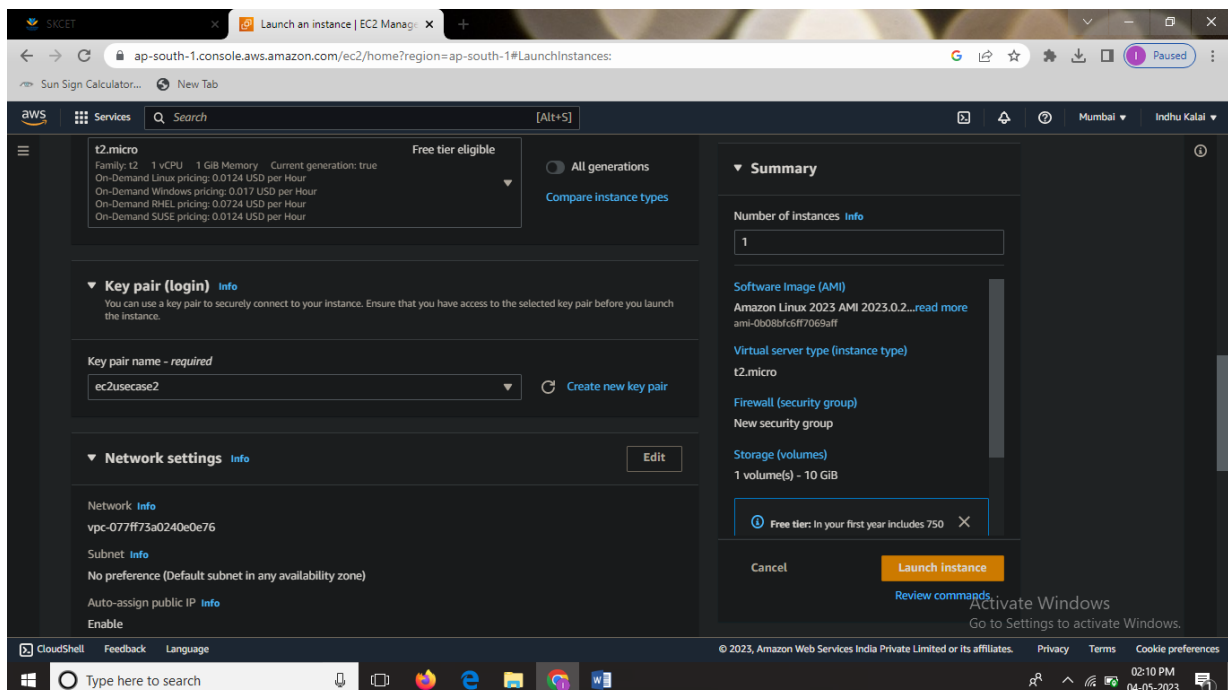 SKCET
Launch an instance | EC2 Manage
ap-south-1.console.aws.amazon.com/ec2/home?region=ap-south-1#LaunchInstances:
Paused
Sun Sign Calculator...
New Tab
aws
Services
Search
[Alt+S]
Mumbai
Indhu Kalai
t2.micro
Free tier eligible
Family: t2 1 vCPU 1 GiB Memory Current generation: true
On-Demand Linux pricing: 0.0124 USD per Hour
On-Demand Windows pricing: 0.017 USD per Hour
On-Demand RHEL pricing: 0.0724 USD per Hour
On-Demand SUSE pricing: 0.0124 USD per Hour
All generations
Compare instance types
Key pair (login) Info
You can use a key pair to securely connect to your instance. Ensure that you have access to the selected key pair before you launch
the instance.
Key pair name - required
ec2usecase2
Create new key pair
Network settings Info
Edit
Network Info
vpc-077ff73a0240e0e76
Subnet Info
No preference (Default subnet in any availability zone)
Auto-assign public IP Info
Enable
Summary
Number of instances Info
1
Software Image (AMI)
Amazon Linux 2023 AMI 2023.0.2...read more
ami-0b08bfc6ff7069aff
Virtual server type (instance type)
t2.micro
Firewall (security group)
New security group
Storage (volumes)
1 volume(s) - 10 GiB
Free tier: In your first year includes 750
Cancel
Launch instance
Review commands
Activate Windows
Go to Settings to activate Windows.
CloudShell
Feedback
Language
© 2023, Amazon Web Services India Private Limited or its affiliates.
Privacy
Terms
Cookie preferences
Type here to search
02:10 PM
04-05-2023